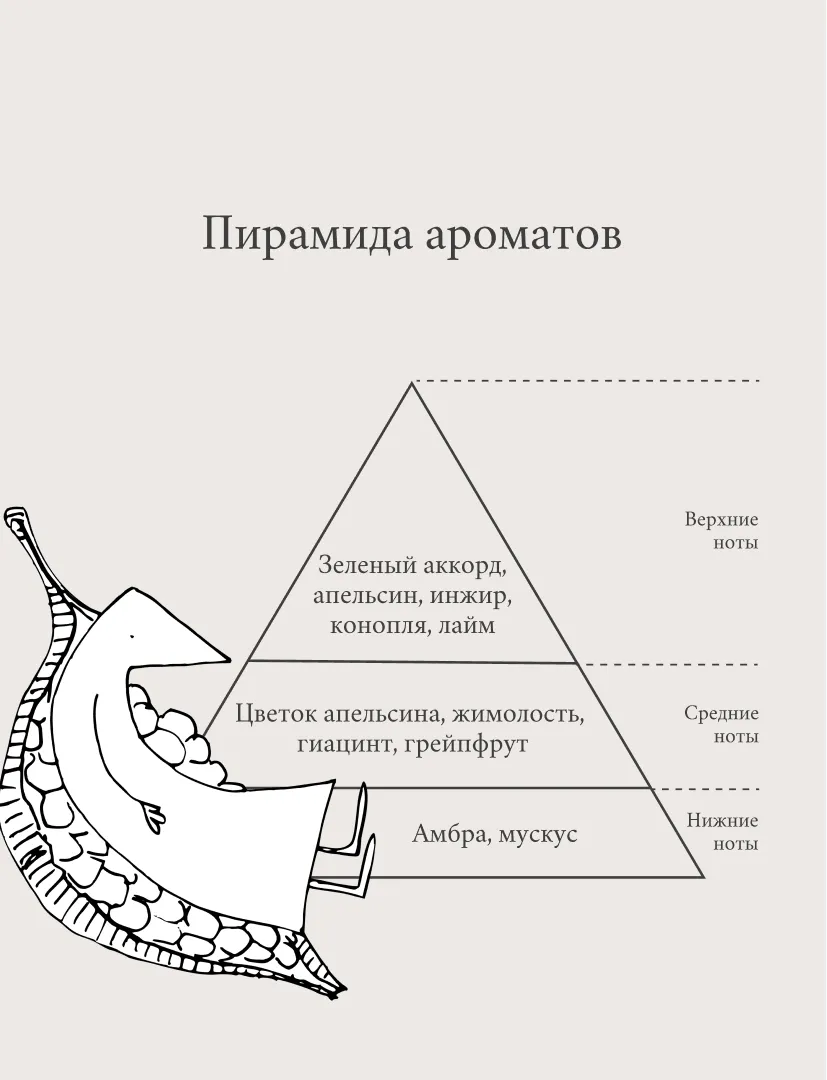 Пирамида ароматов
Зеленый аккорд,
апельсин, инжир,
конопля, лайм
Верхние
ноты
Цветок апельсина, жимолость,
гиацинт, грейпфрут
Средние
ноты
Амбра, мускус
Нижние
ноты